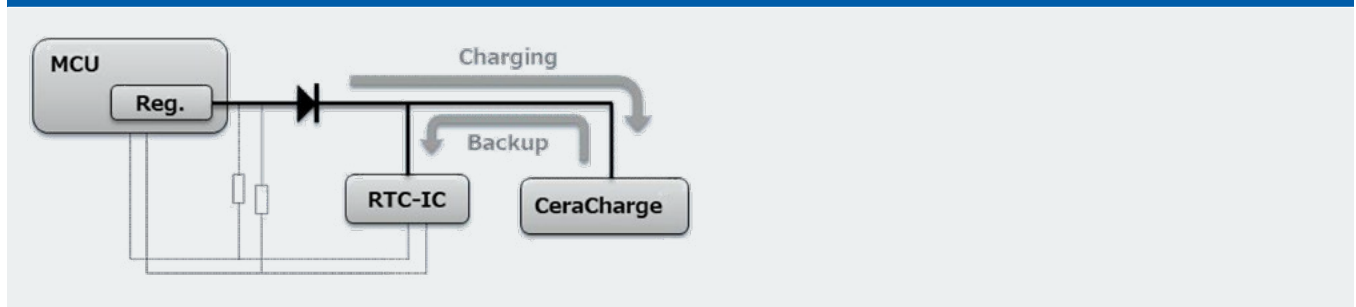 MCU
Reg.
Charging
Backup
RTC-IC
CeraCharge